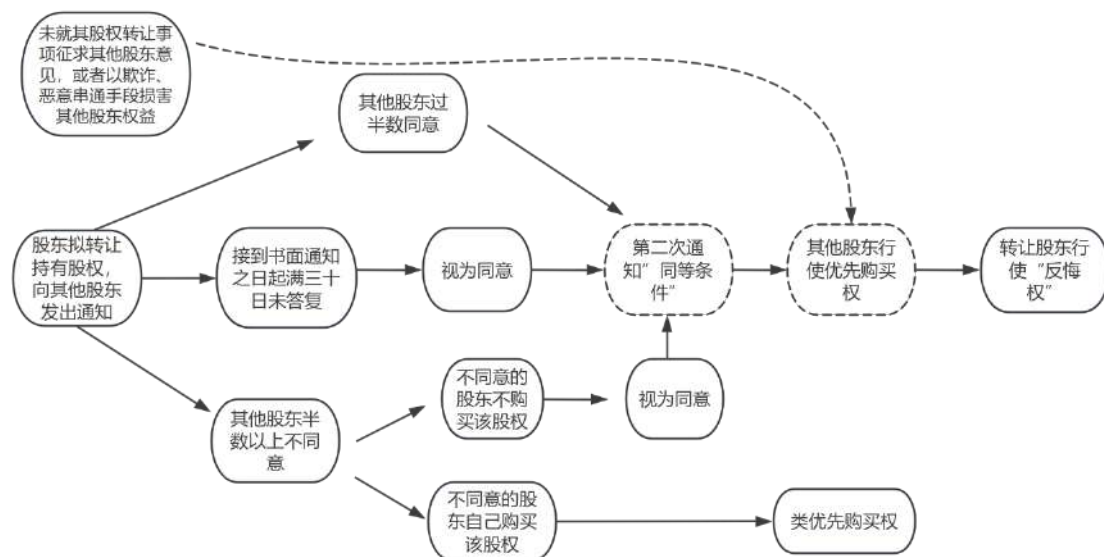 未就其股权转让事
项征求其他股东意
见，或者以欺诈、
恶意串通手段损害
其他股东权益
其他股东过
半数同意
股东拟转让
持有股权，
向其他股东
发出通知
接到书面通知
之日起满三十
日未答复
视为同意
第二次通
知“同等条
件”
其他股东行
使优先购买
权
转让股东行
使“反悔
权”
不同意的
股东不购
买该股权
视为同意
其他股东半
数以上不同
意
不同意的股
东自己购买
该股权
类优先购买权